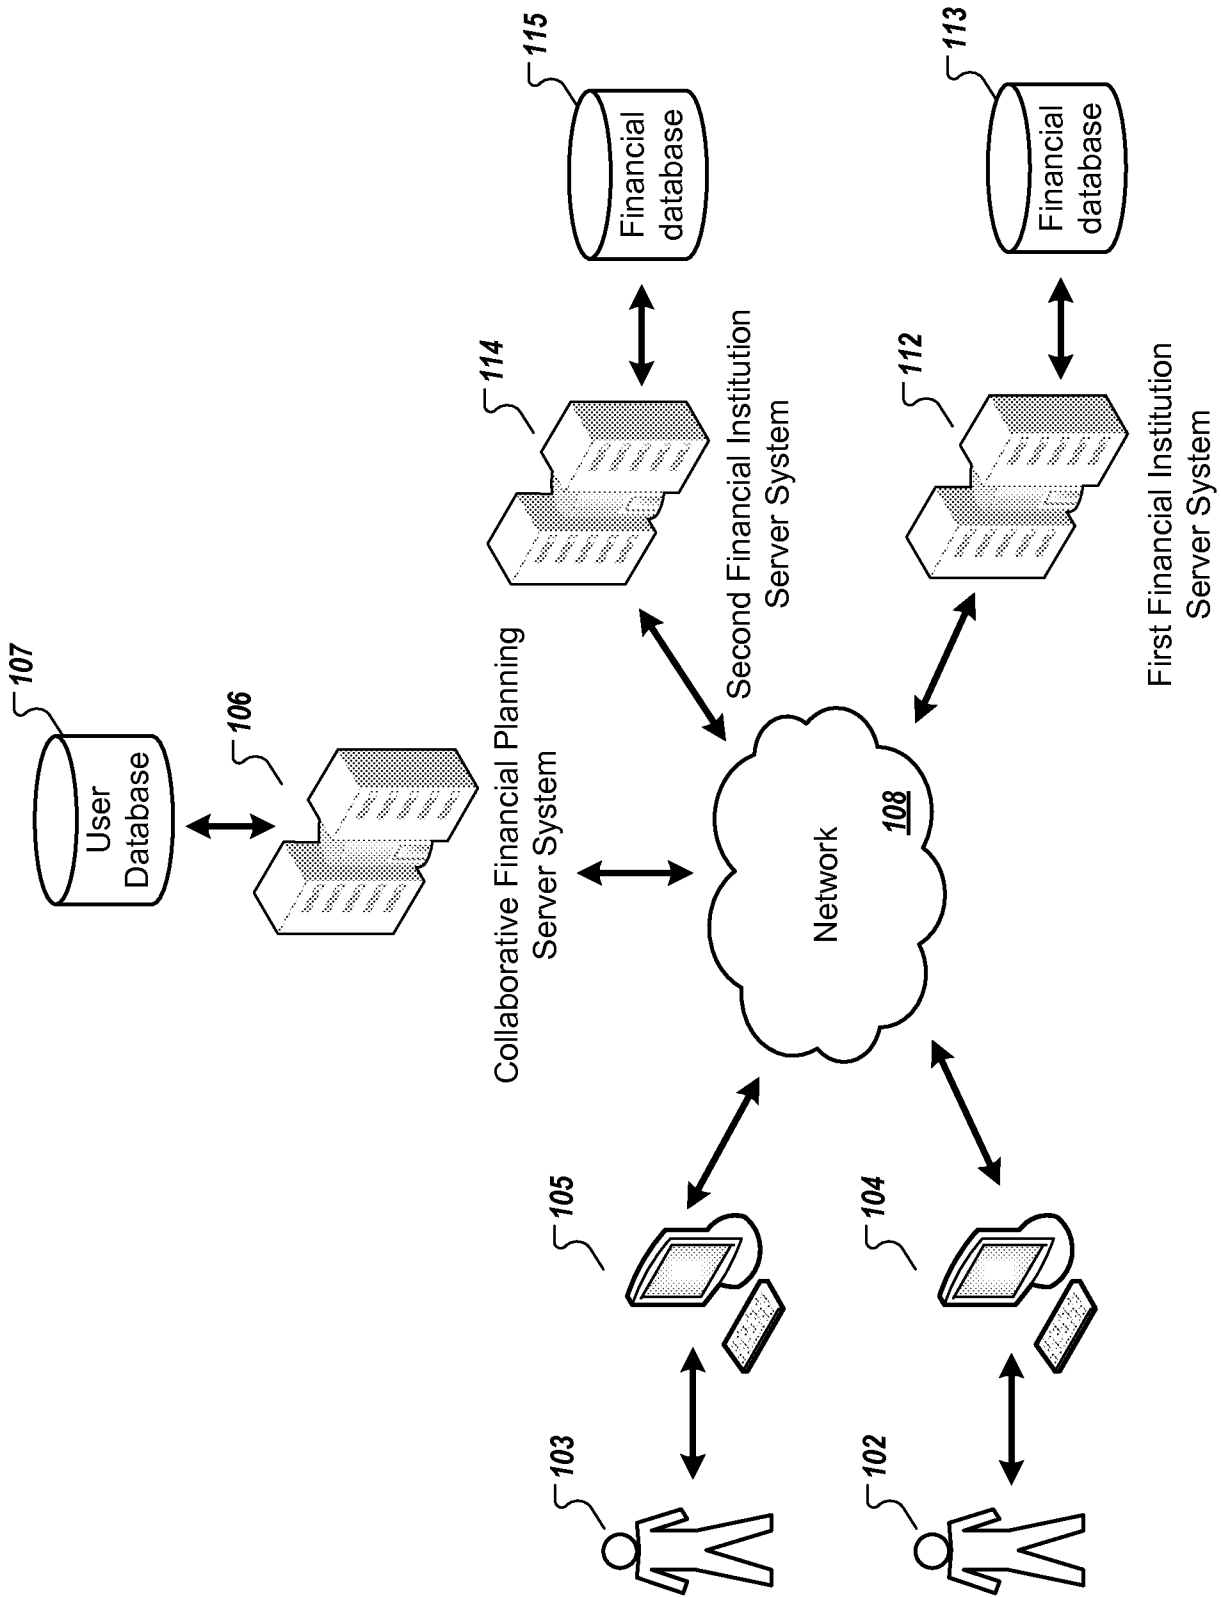 107
User
Database
106
Collaborative Financial Planning
Server System
103
105
114
Second Financial Institution
Server System
115
Financial
database
Network
108
102
104
112
First Financial Institution
Server System
113
Financial
database